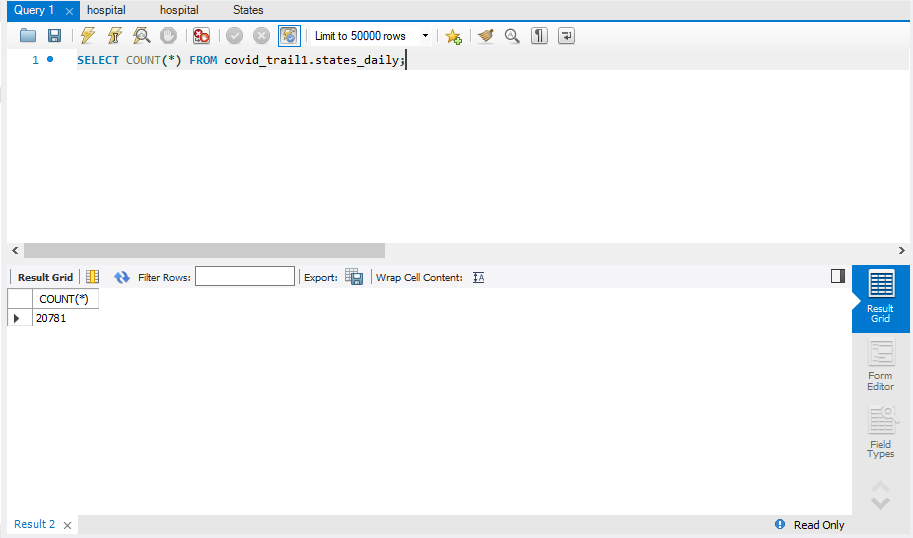 Query 1 hospital hospital States
Limit to 50000 rows
1 SELECT COUNT(*) FROM covid_trail1.states_daily;
Result Grid Filter Rows: Export: Wrap Cell Content:
COUNT(*)
20781
Result
Grid
Form
Editor
Field
Types
Result 2 Read Only